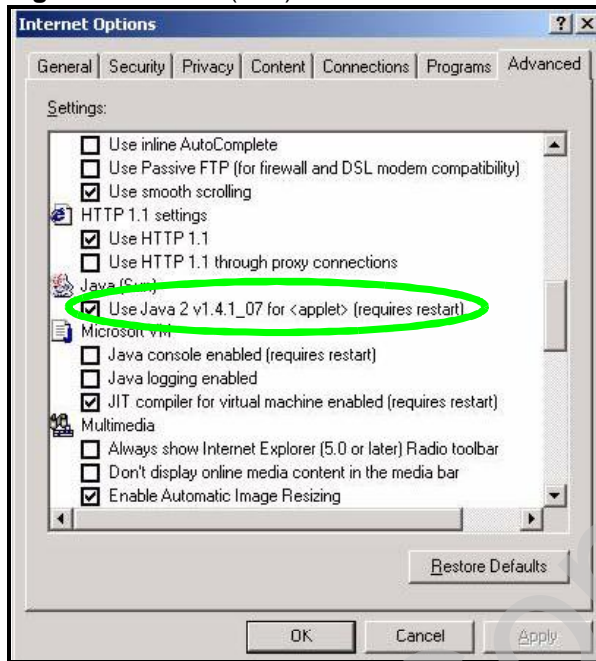 Internet Options
General Security Privacy Content Connections Programs Advanced
Settings:
Use inline AutoComplete
Use Passive FTP (for firewall and DSL modem compatibility)
Use smooth scrolling
HTTP 1.1 settings
Use HTTP 1.1
Use HTTP 1.1 through proxy connections
Java (Sun)
Use Java 2 v1.4.1_07 for <applet> (requires restart)
Microsoft VM
Java console enabled (requires restart)
Java logging enabled
JIT compiler for virtual machine enabled (requires restart)
Multimedia
Always show Internet Explorer (5.0 or later) Radio toolbar
Don't display online media content in the media bar
Enable Automatic Image Resizing
Restore Defaults
OK Cancel Apply